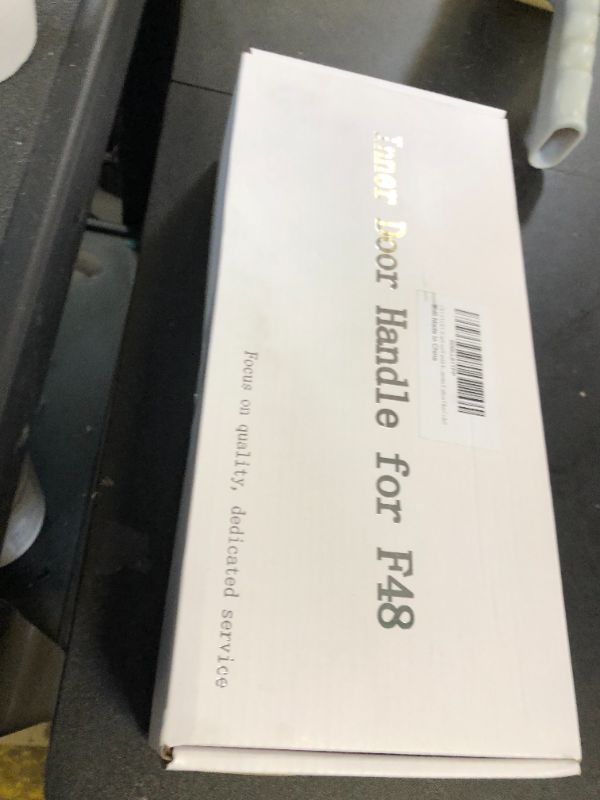 Inner Door Handle for F48
Focus on quality, dedicated service
Made in China